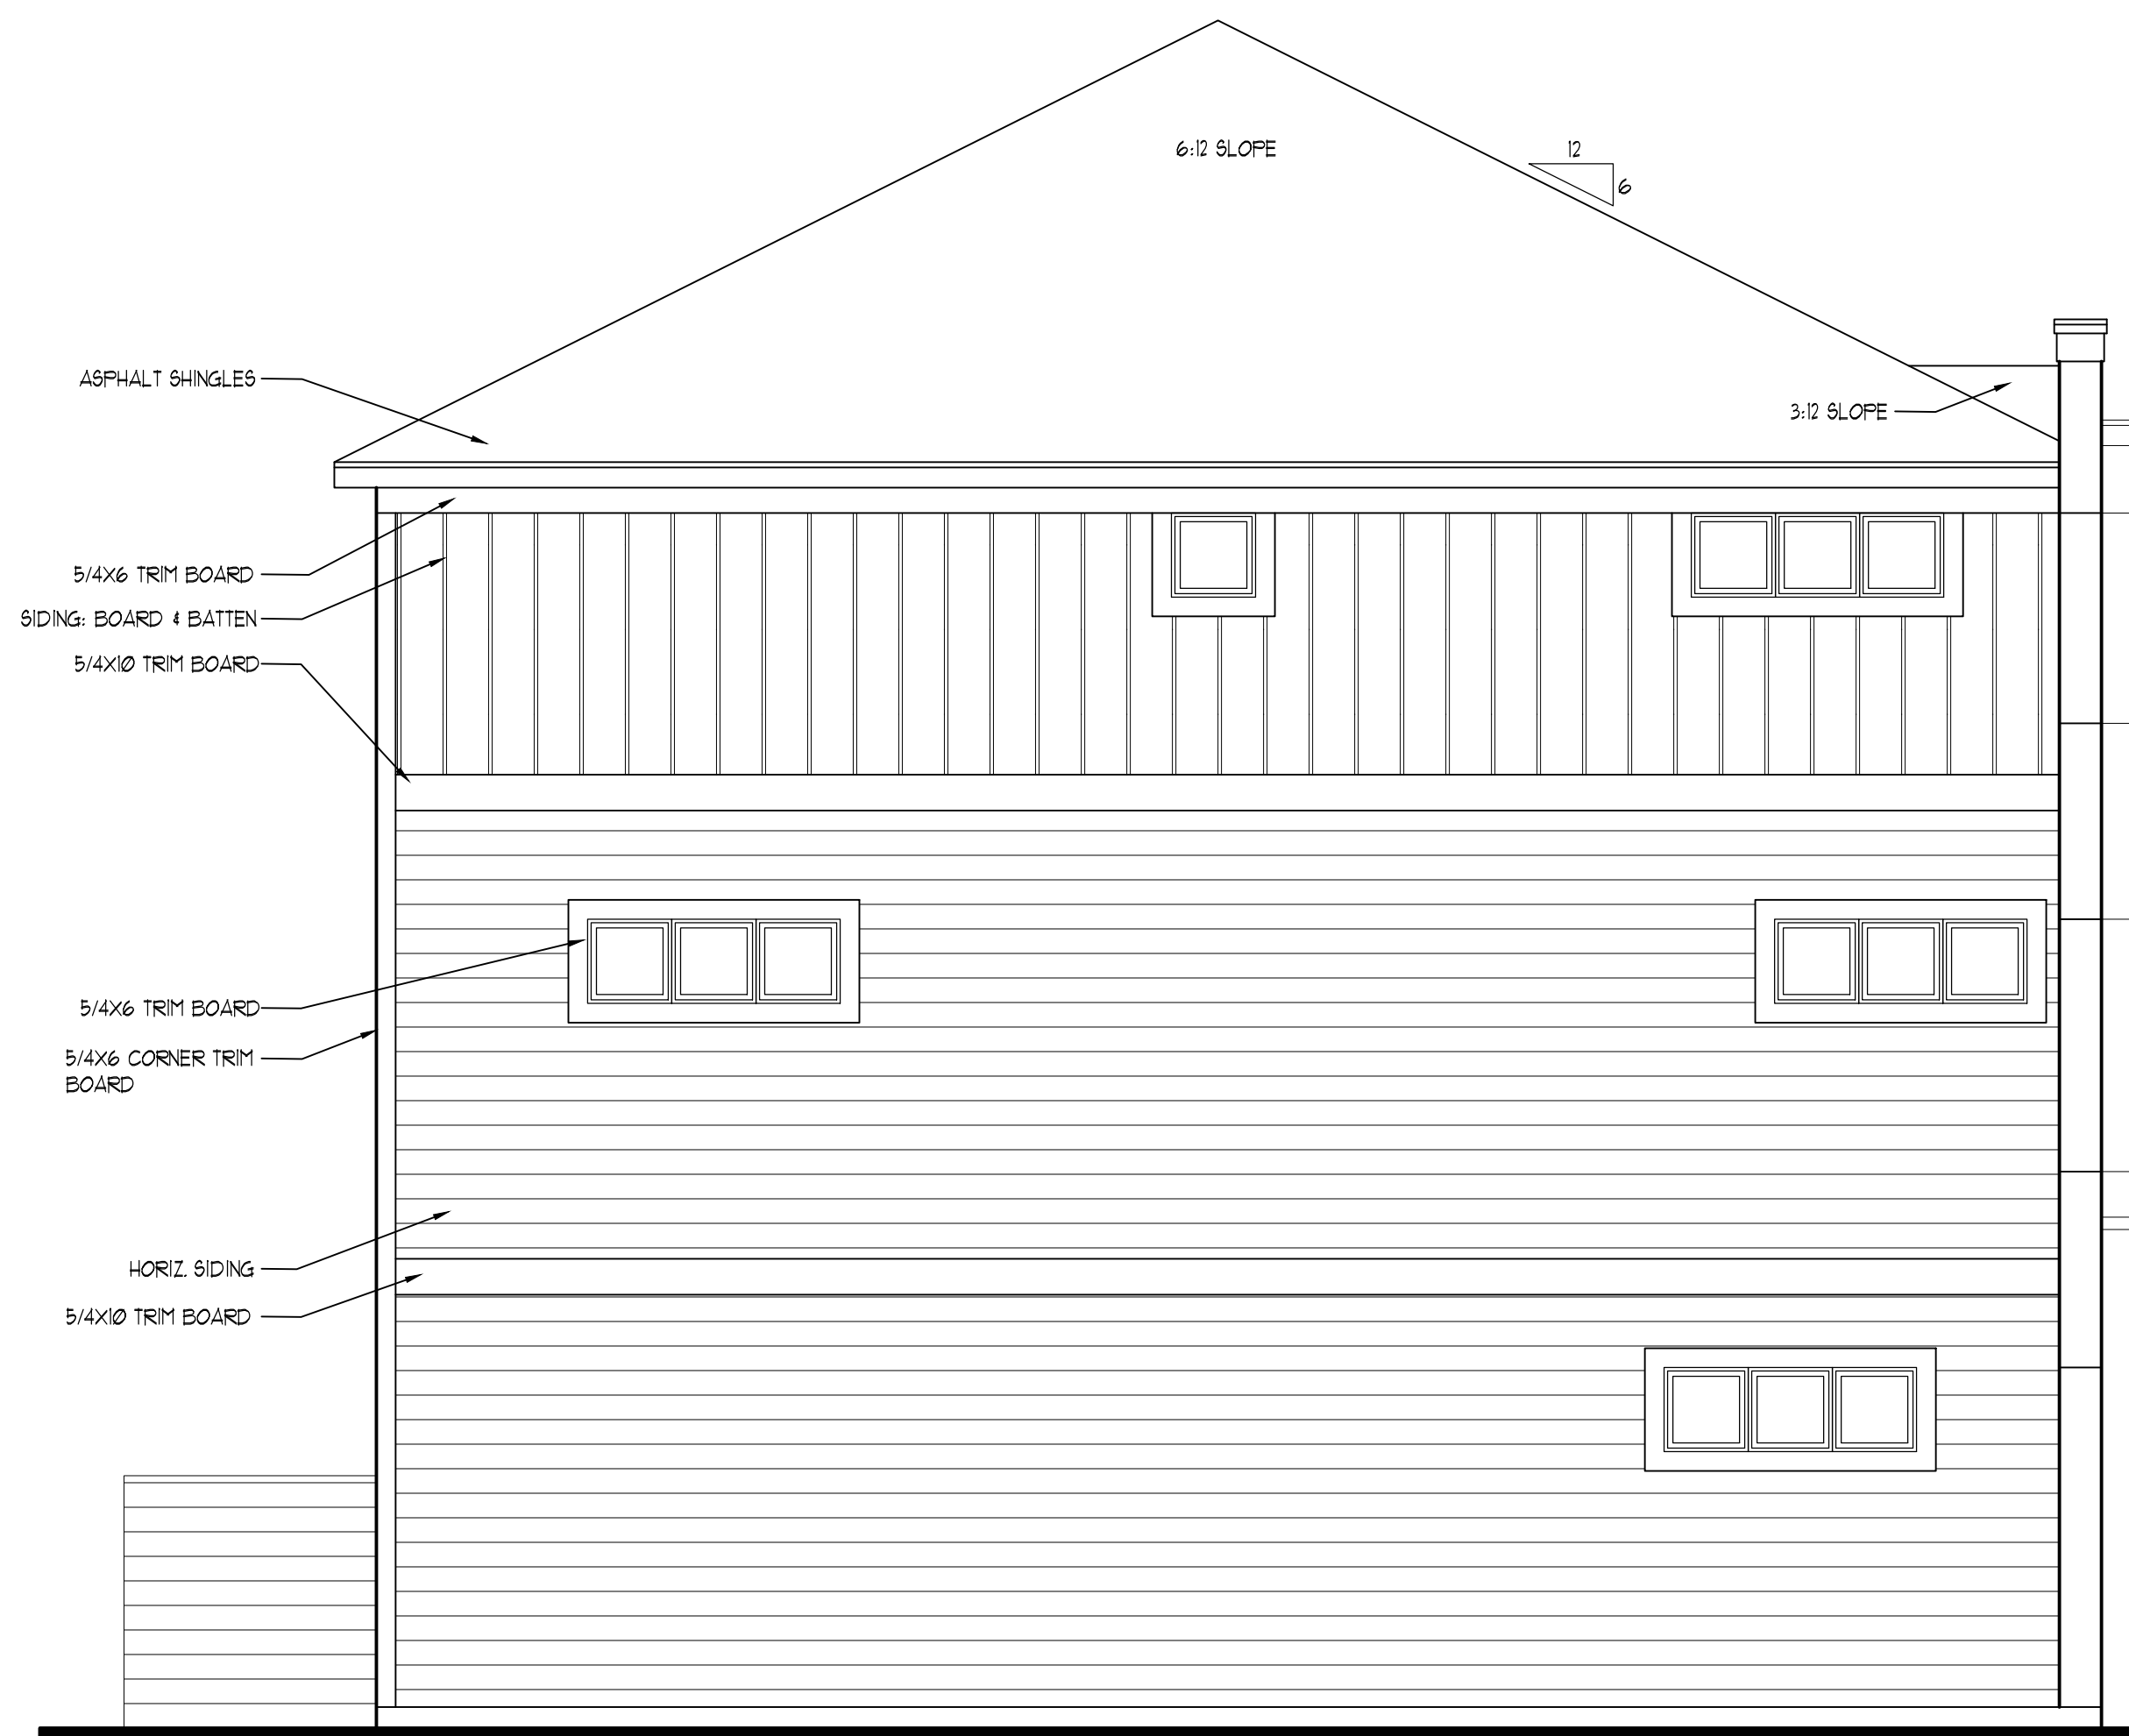 6:12 SLOPE
12
6
ASPHALT SHINGLES
3:12 SLOPE
5/4X6 TRIM BOARD
SIDING: BOARD & BATTEN
5/4X10 TRIM BOARD
5/4X6 TRIM BOARD
5/4X6 CORNER TRIM
BOARD
HORIZ. SIDING
5/4X10 TRIM BOARD